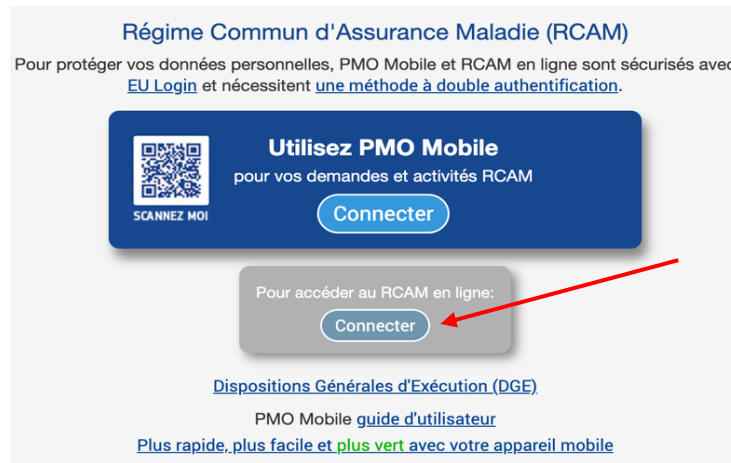 Régime Commun d'Assurance Maladie (RCAM)
Pour protéger vos données personnelles, PMO Mobile et RCAM en ligne sont sécurisés avec
EU Login et nécessitent une méthode à double authentification.
Utilisez PMO Mobile
pour vos demandes et activités RCAM
SCANNEZ MOI
Connecter
Pour accéder au RCAM en ligne:
Connecter
Dispositions Générales d'Exécution (DGE)
PMO Mobile guide d'utilisateur
Plus rapide, plus facile et plus vert avec votre appareil mobile